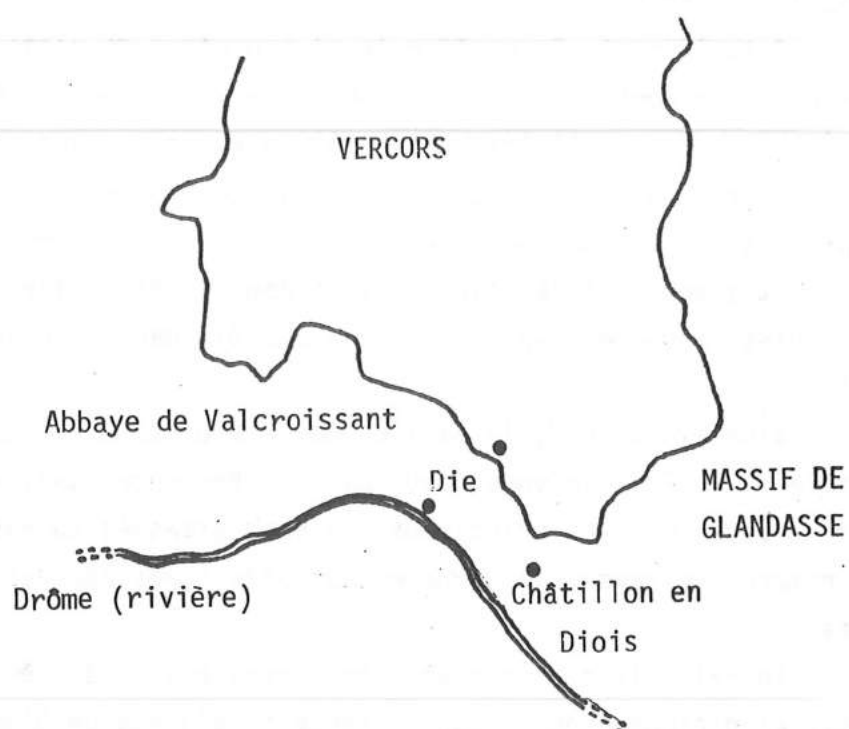 VERCORS
Abbaye de Valcroissant
Die
MASSIF DE
GLANDASSE
Drôme (rivière)
Châtillon en
Diois